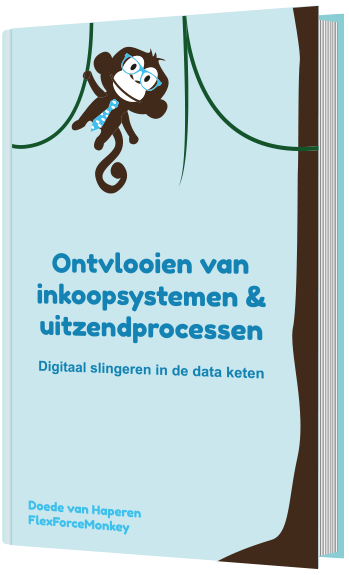 Ontvlooien van
inkoopsystemen &
uitzendprocessen
Digitaal slingeren in de data keten
Doede van Haperen
FlexForceMonkey